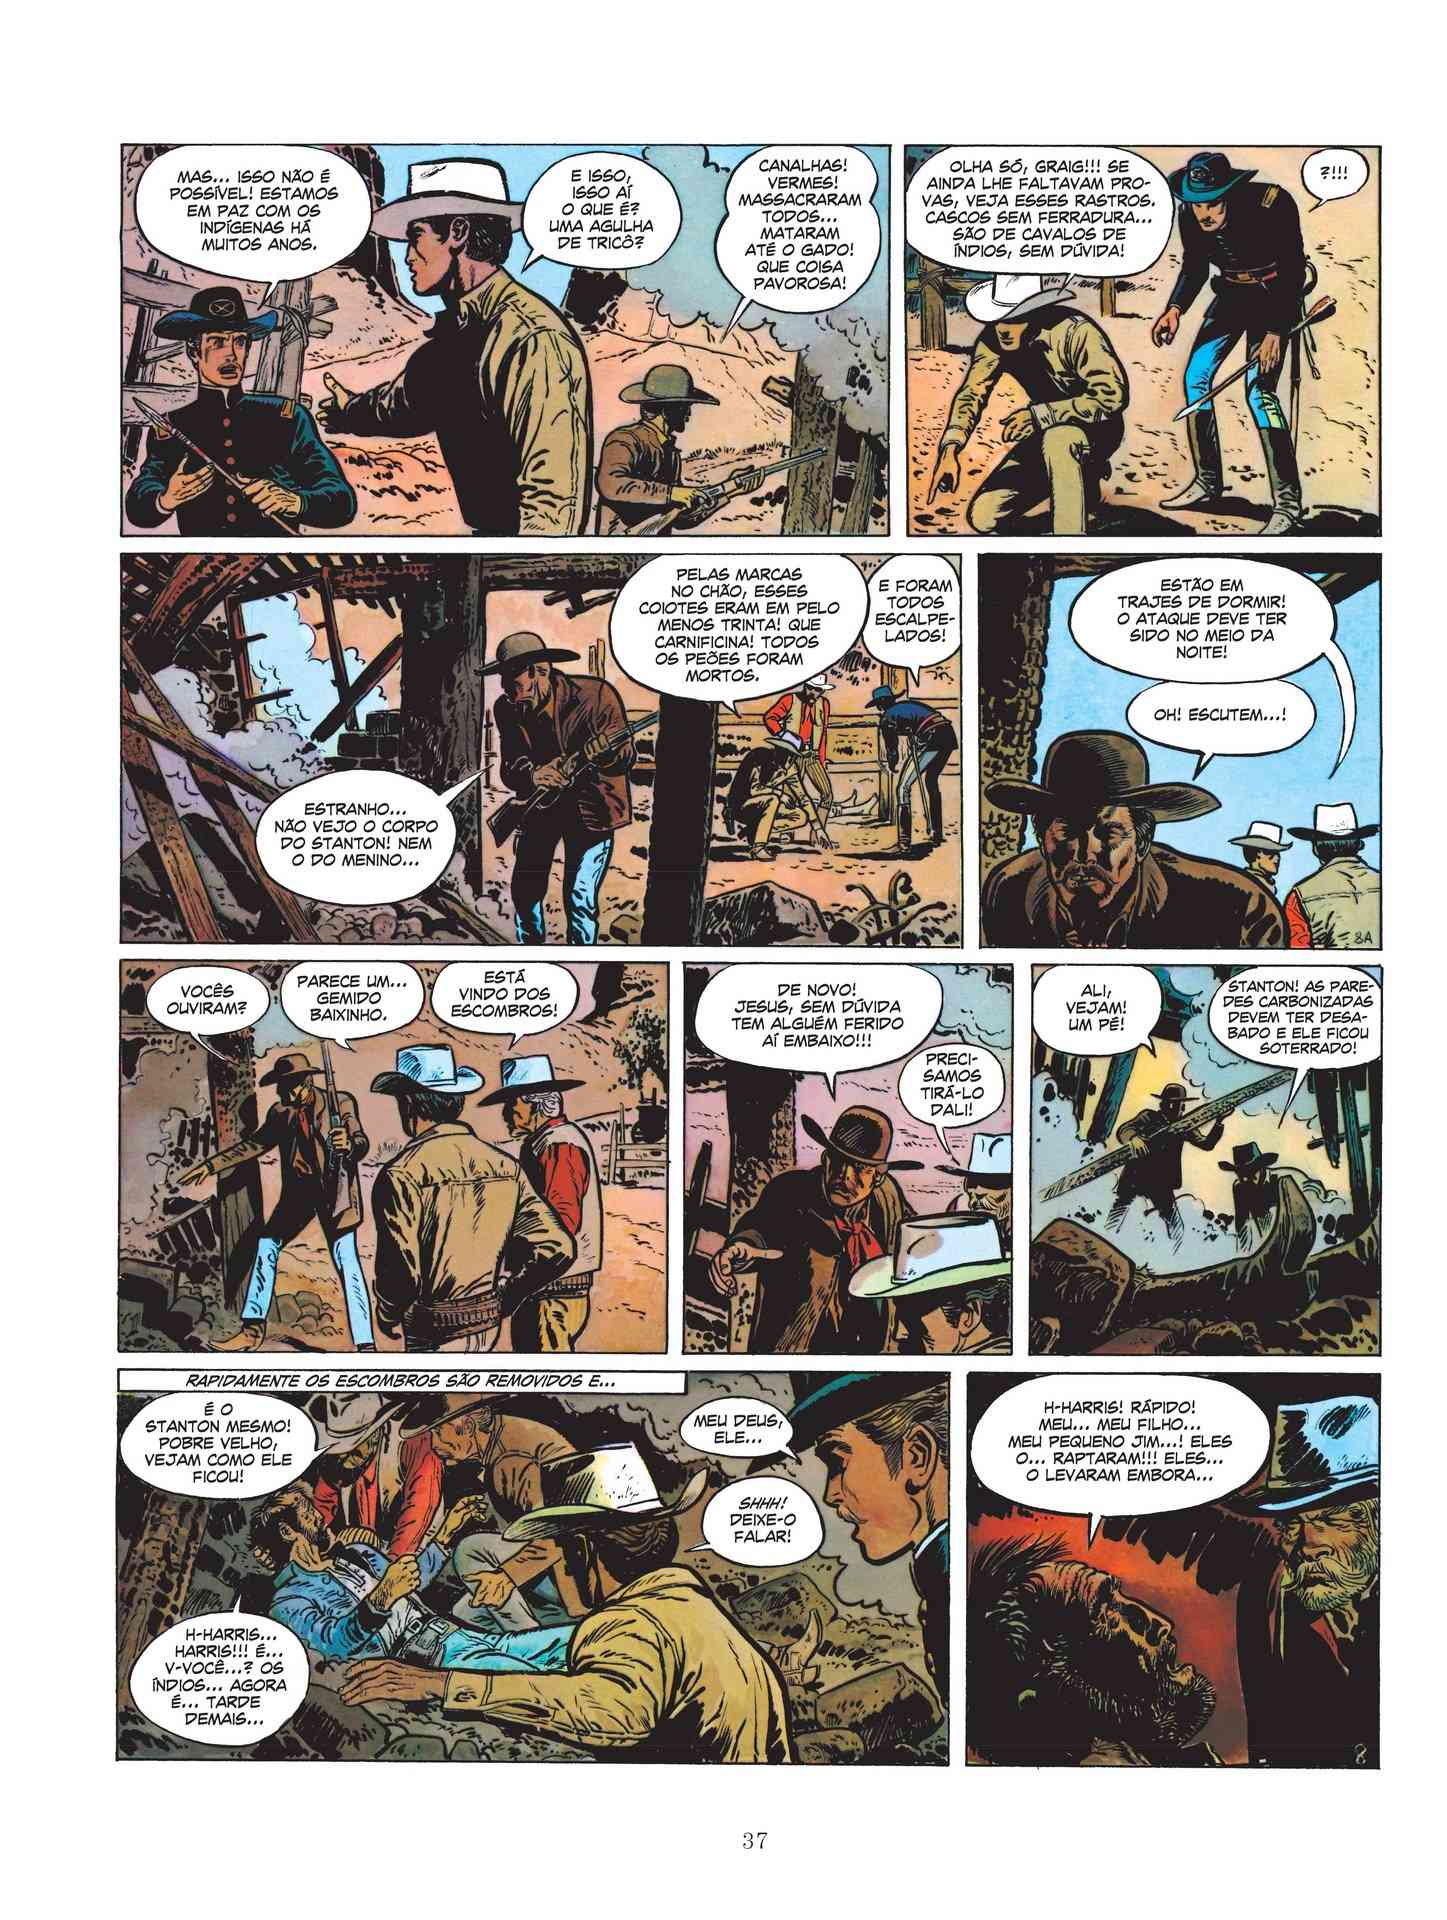 MAS... ISSO NÃO É
POSSÍVEL! ESTAMOS
EM PAZ COM OS
INDÍGENAS HÁ
MUITOS ANOS.
E ISSO,
ISSO AÍ
O QUE É?
UMA AGULHA
DE TRICÔ?
CANALHAS!
VERMES!
MASSACRARAM
TODOS...
MATARAM
ATÉ O GADO!
QUE COISA
PAVOROSA!
OLHA SÓ, GRAIG!!! SE
AINDA LHE FALTAVAM PRO-
VAS, VEJA ESSES RASTROS.
CASCOS SEM FERRADURA...
SÃO DE CAVALOS DE
ÍNDIOS, SEM DÚVIDA!
?!!!
PELAS MARCAS
NO CHÃO, ESSES
COIOTES ERAM EM PELO
MENOS TRINTA! QUE
CARNIFICINA! TODOS
OS PEÕES FORAM
MORTOS.
E FORAM
TODOS
ESCALPE-
LADOS!
ESTRANHO...
NÃO VEJO O CORPO
DO STANTON! NEM
O DO MENINO...
ESTÃO EM
TRAJES DE DORMIR!
O ATAQUE DEVE TER
SIDO NO MEIO DA
NOITE!
OH! ESCUTEM...!
8A
VOCÊS
OUVIRAM?
PARECE UM...
GEMIDO
BAIXINHO.
ESTÁ
VINDO DOS
ESCOMBROS!
DE NOVO!
JESUS, SEM DÚVIDA
TEM ALGUÉM FERIDO
AÍ EMBAIXO!!!
PRECI-
SAMOS
TIRÁ-LO
DALI!
ALI,
VEJAM!
UM PÉ!
STANTON! AS PARE-
DES CARBONIZADAS
DEVEM TER DESA-
BADO E ELE FICOU
SOTERRADO!
RAPIDAMENTE OS ESCOMBROS SÃO REMOVIDOS E...
É O
STANTON MESMO!
POBRE VELHO,
VEJAM COMO ELE
FICOU!
MEU DEUS,
ELE...
SHHH!
DEIXE-O
FALAR!
H-HARRIS...
HARRIS!!! É...
V-VOCÊ...? OS
ÍNDIOS... AGORA
É... TARDE
DEMAIS...
H-HARRIS! RÁPIDO!
MEU... MEU FILHO...
MEU PEQUENO JIM...! ELES
O... RAPTARAM!!! ELES...
O LEVARAM EMBORA...
8
37